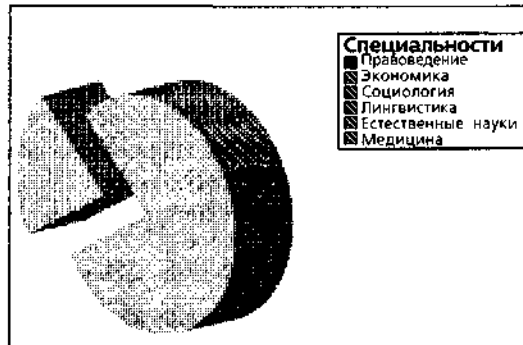 Специальности
Правоведение
Экономика
Социология
Лингвистика
Естественные науки
Медицина